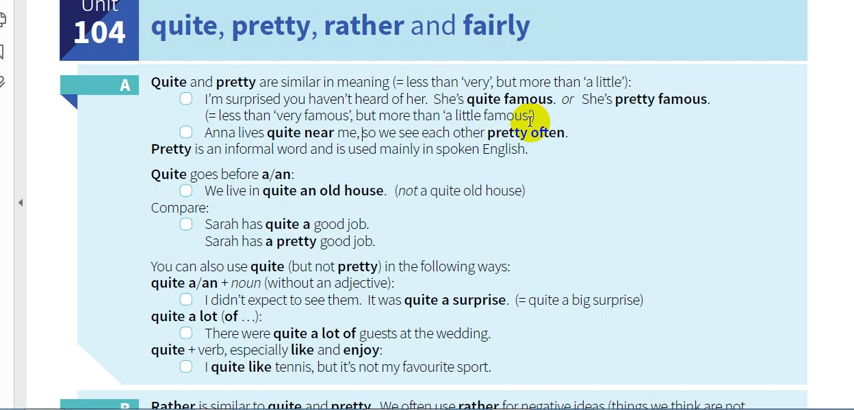 Unit
104
quite, pretty, rather and fairly
A
Quite and pretty are similar in meaning (= less than 'very', but more than 'a little'):
I'm surprised you haven't heard of her. She's quite famous. or She's pretty famous.
(= less than 'very famous', but more than 'a little famous')
Anna lives quite near me, so we see each other pretty often.
Pretty is an informal word and is used mainly in spoken English.
Quite goes before a/an:
We live in quite an old house. (not a quite old house)
Compare:
Sarah has quite a good job.
Sarah has a pretty good job.
You can also use quite (but not pretty) in the following ways:
quite a/an + noun (without an adjective):
I didn't expect to see them. It was quite a surprise. (= quite a big surprise)
quite a lot (of …):
There were quite a lot of guests at the wedding.
quite + verb, especially like and enjoy:
I quite like tennis, but it's not my favourite sport.
B
Rather is similar to quite and pretty. We often use rather for negative ideas (things we think are not